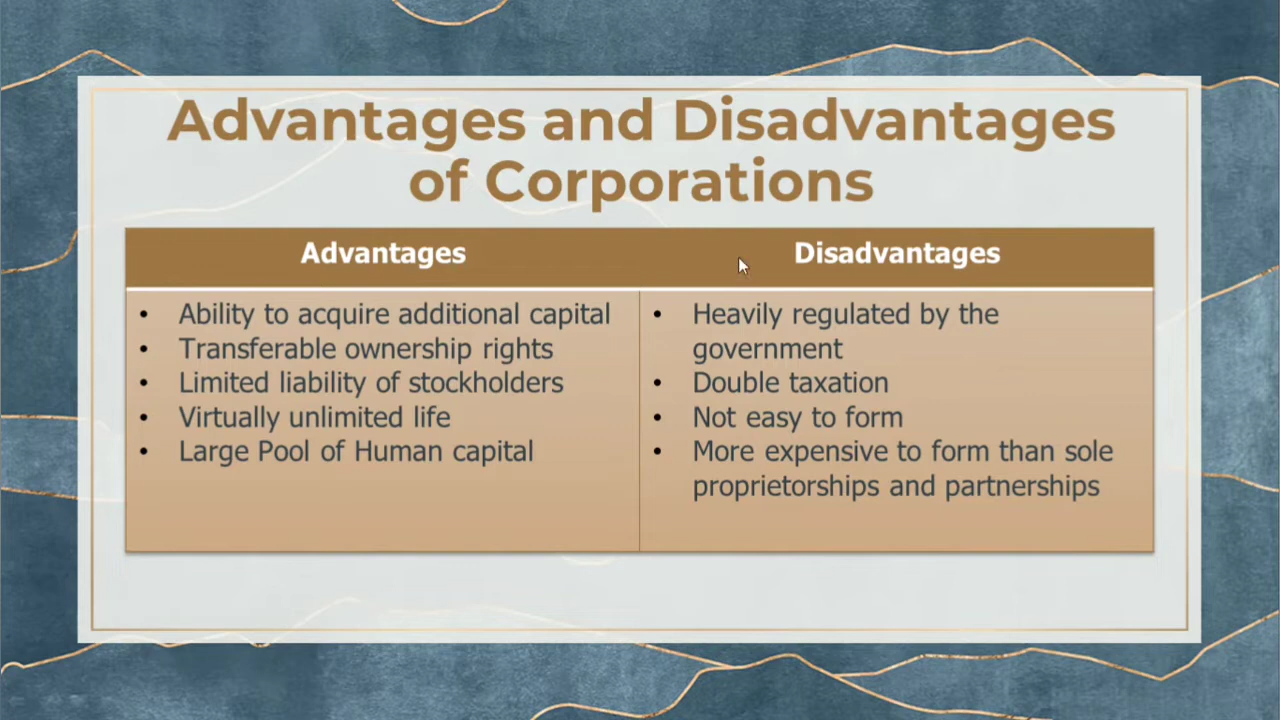 Advantages and Disadvantages
of Corporations
Advantages
Disadvantages
• Ability to acquire additional capital
• Transferable ownership rights
• Limited liability of stockholders
• Virtually unlimited life
• Large Pool of Human capital
• Heavily regulated by the
government
• Double taxation
• Not easy to form
• More expensive to form than sole
proprietorships and partnerships